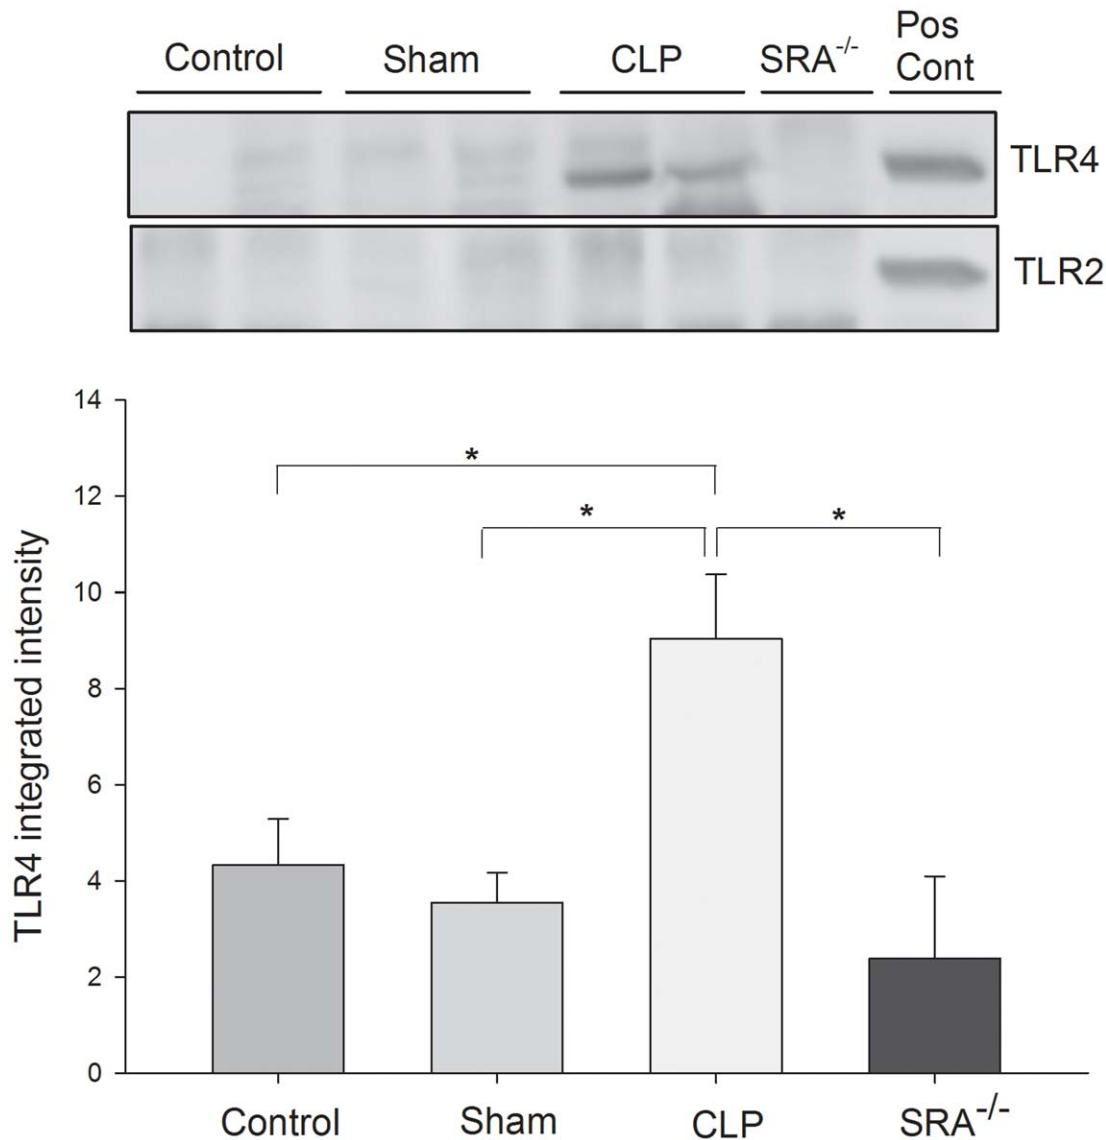 Control Sham CLP SRA-/- Pos
Cont
TLR4
TLR2
14
12
10
8
6
4
2
0
TLR4 integrated intensity
*
*
*
Control Sham CLP SRA-/-